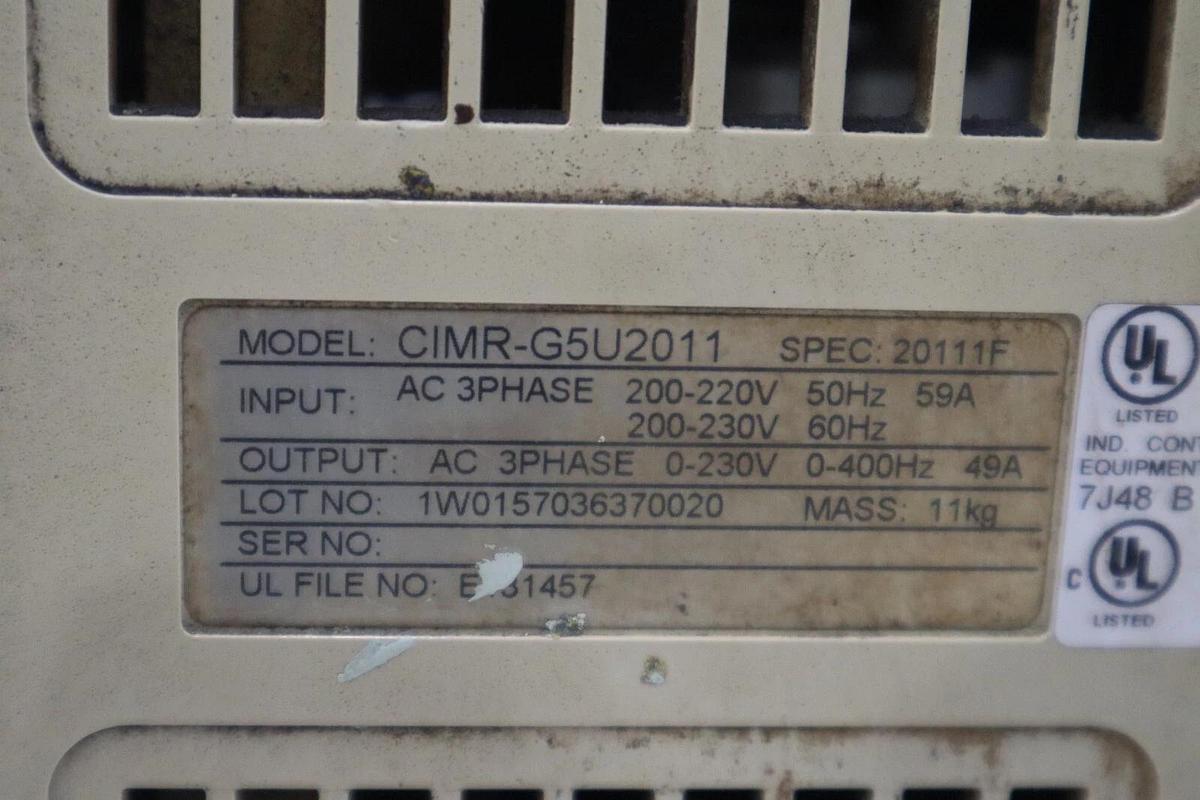 MODEL: CIMR-G5U2011 SPEC: 20111F
INPUT: AC 3PHASE 200-220V 50Hz 59A
200-230V 60Hz
OUTPUT: AC 3PHASE 0-230V 0-400Hz 49A
LOT NO: 1W0157036370020 MASS: 11kg
SER NO:
UL FILE NO:
UL
LISTED
IND. CONT
EQUIPMENT
7J48 B
C UL
LISTED